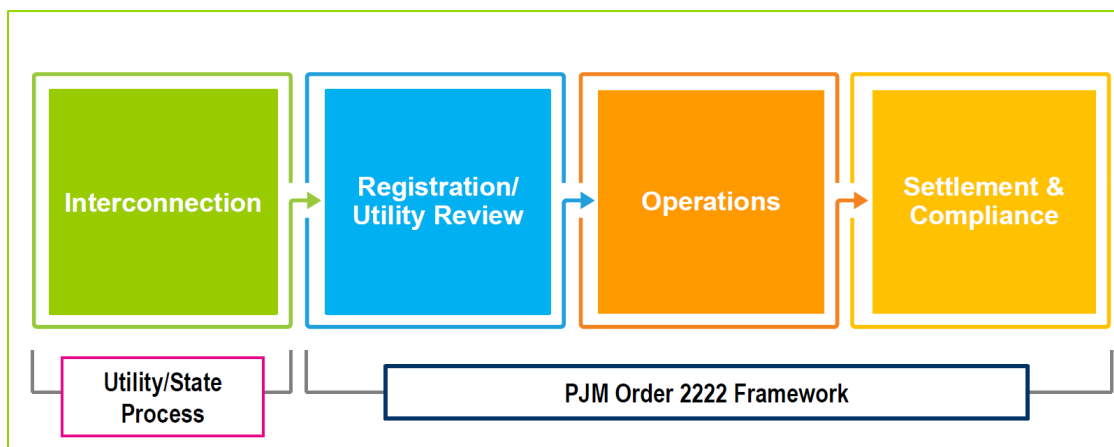 Interconnection
Registration/
Utility Review
Operations
Settlement &
Compliance
Utility/State
Process
PJM Order 2222 Framework